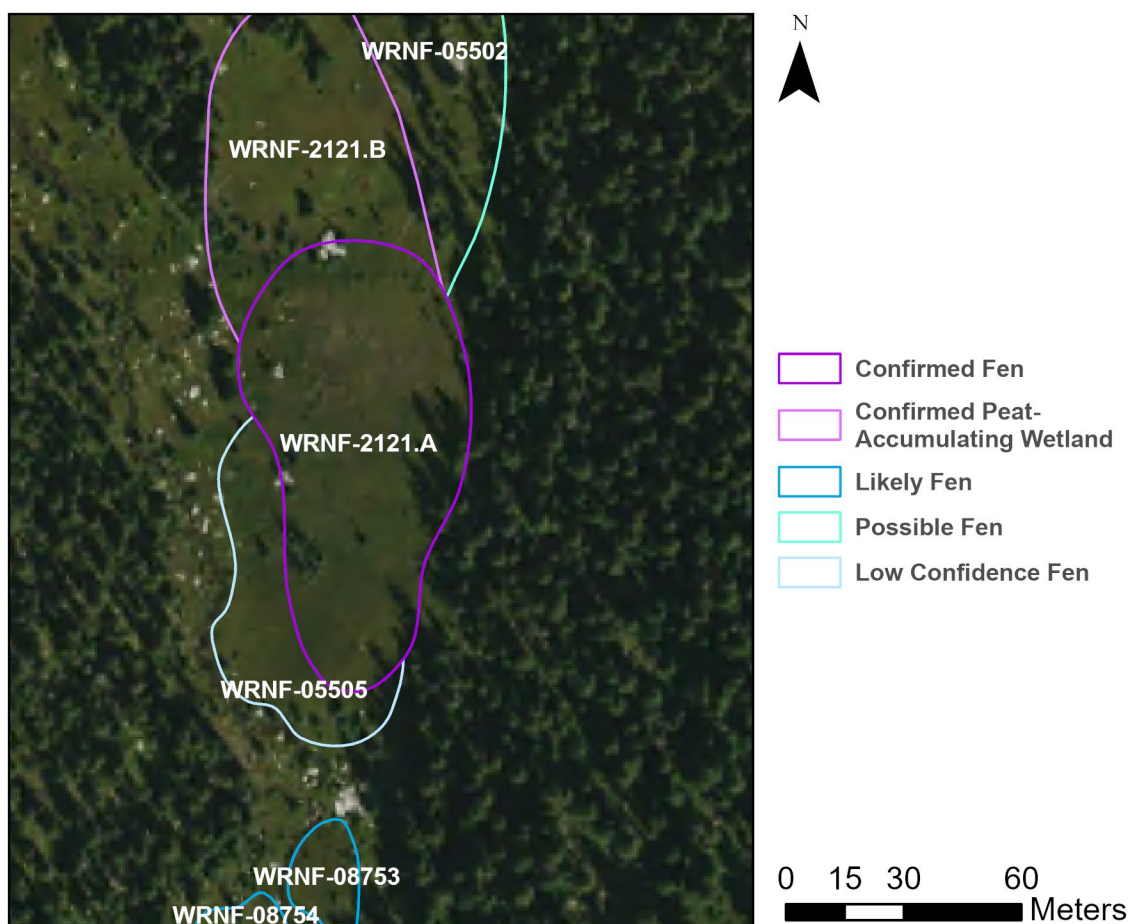 WRNF-05502
WRNF-2121.B
WRNF-2121.A
WRNF-05505
WRNF-08753
WRNF-08754
N
Confirmed Fen
Confirmed Peat-
Accumulating Wetland
Likely Fen
Possible Fen
Low Confidence Fen
0 15 30 60
Meters